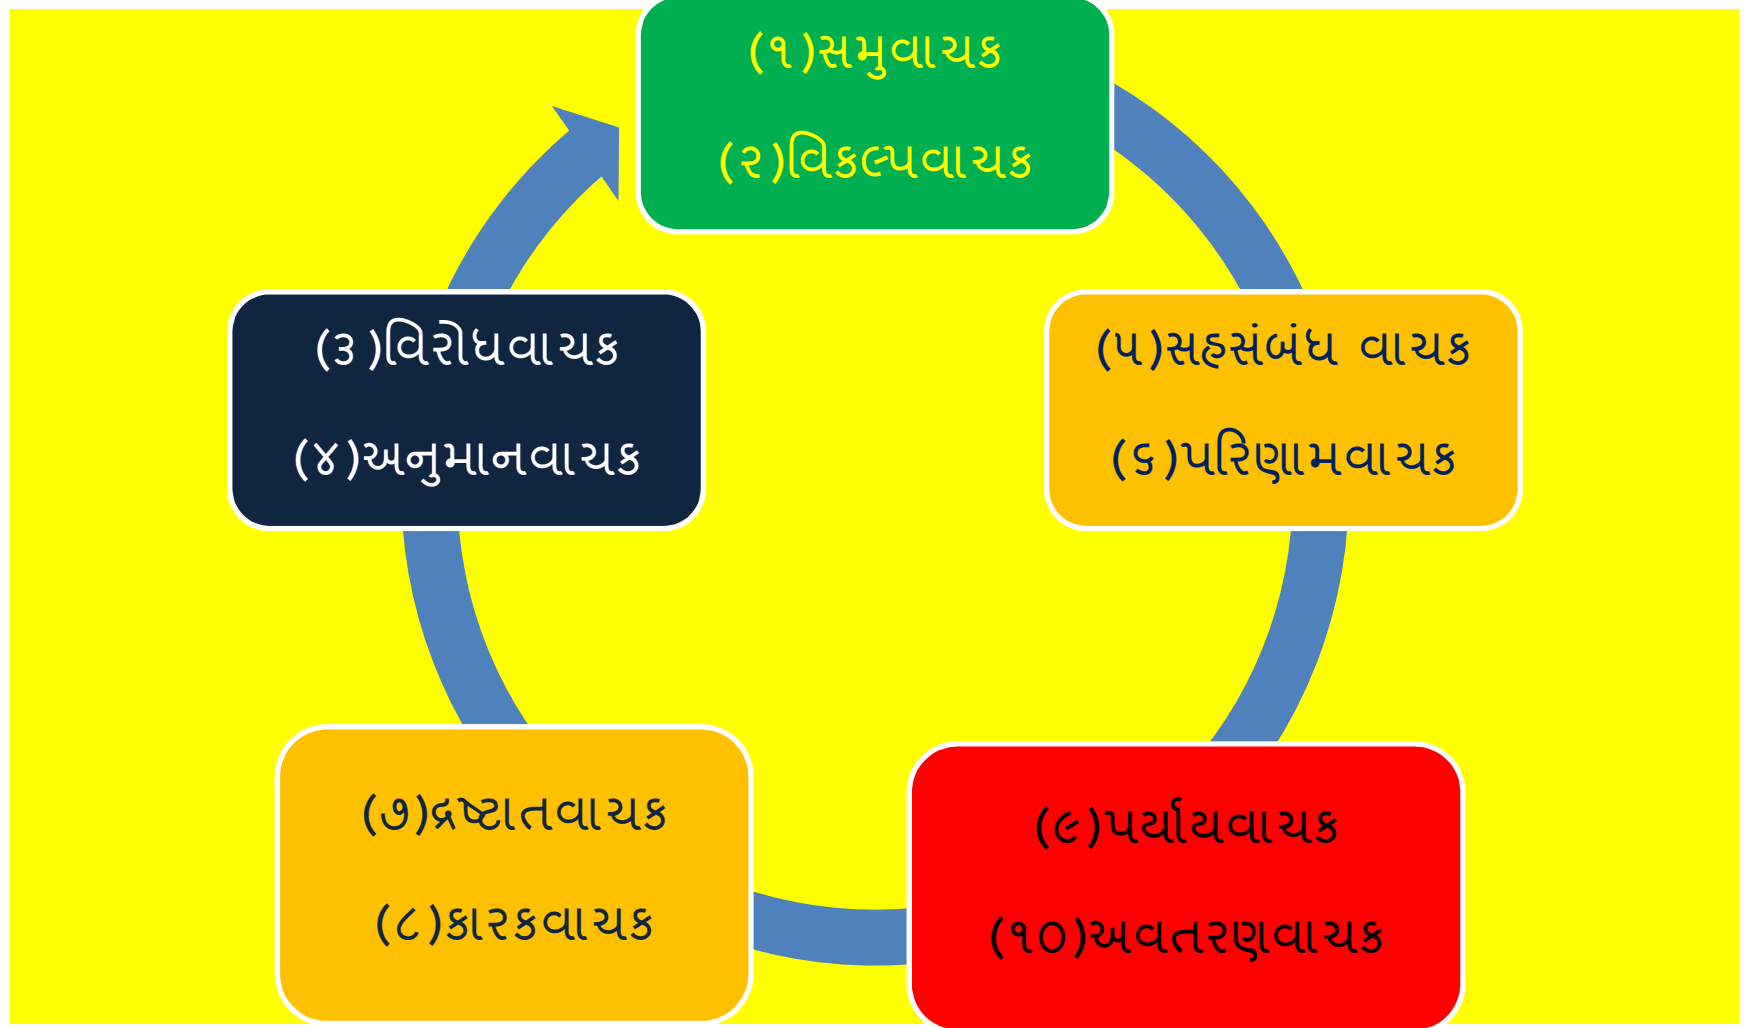 (૧)સમુવાચક
(૨)વિકલ્પવાચક
(૩)વિરોધવાચક
(૪)અનુમાનવાચક
(૫)સહસંબંધ વાચક
(૬)પરિણામવાચક
(૭)દ્રષ્ટાતવાચક
(૮)કારકવાચક
(૯)પર્યાયવાચક
(૧૦)અવતરણવાચક